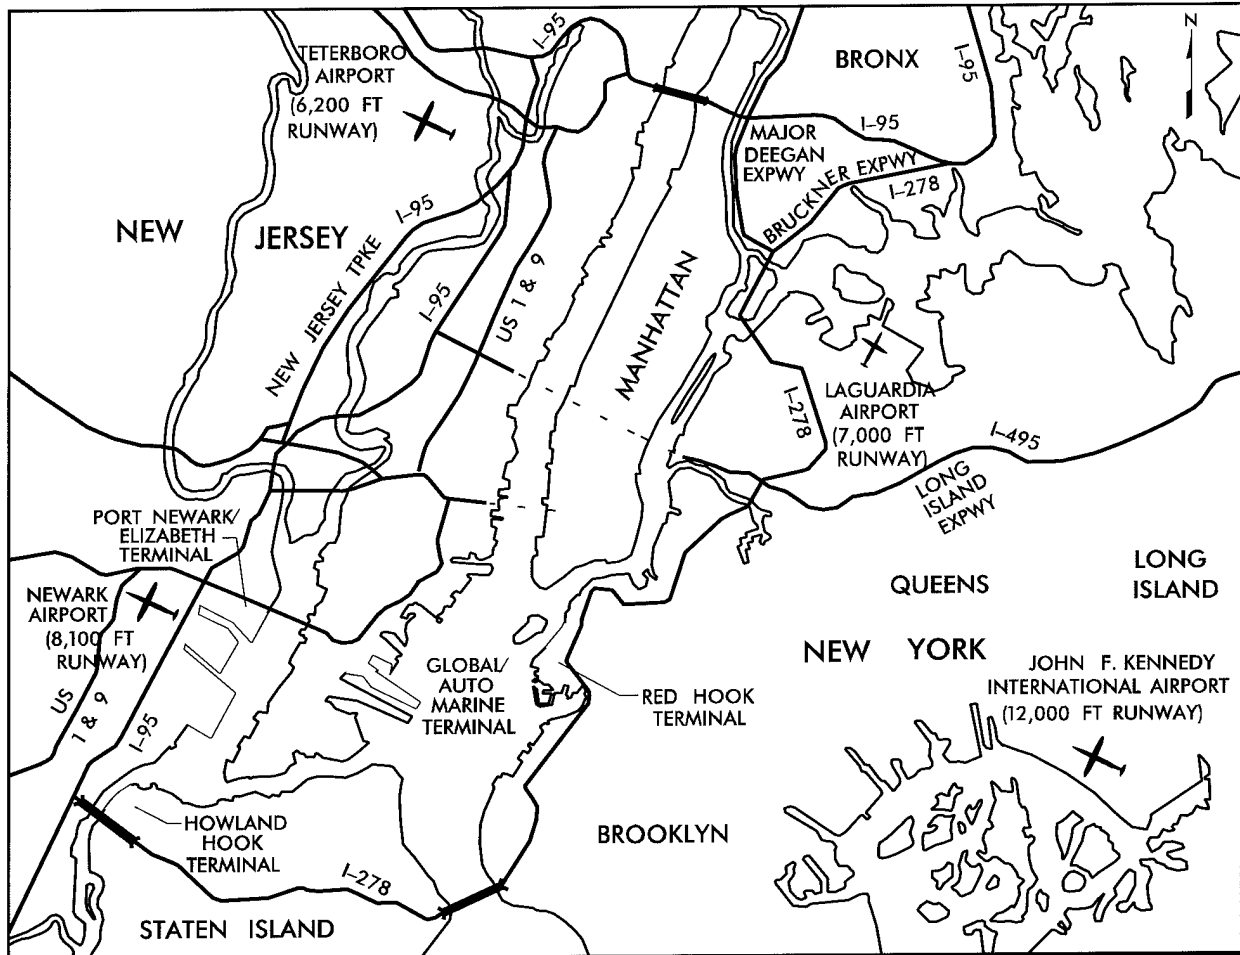 I-95
N
TETERBORO
AIRPORT
(6,200 FT
RUNWAY)
BRONX
I-95
MAJOR
DEEGAN
EXPWY
I-95
BRUCKNER EXPWY
I-278
NEW JERSEY
I-95
NEW JERSEY TPKE
I-95
US 1 & 9
MANHATTAN
LAGUARDIA
AIRPORT
(7,000 FT
RUNWAY)
I-278
I-495
LONG
ISLAND
EXPWY
PORT NEWARK/
ELIZABETH
TERMINAL
NEWARK
AIRPORT
(8,100 FT
RUNWAY)
US
1 & 9
I-95
QUEENS
LONG
ISLAND
NEW YORK
GLOBAL/
AUTO
MARINE
TERMINAL
RED HOOK
TERMINAL
JOHN F. KENNEDY
INTERNATIONAL AIRPORT
(12,000 FT RUNWAY)
HOWLAND
HOOK
TERMINAL
BROOKLYN
I-278
STATEN ISLAND